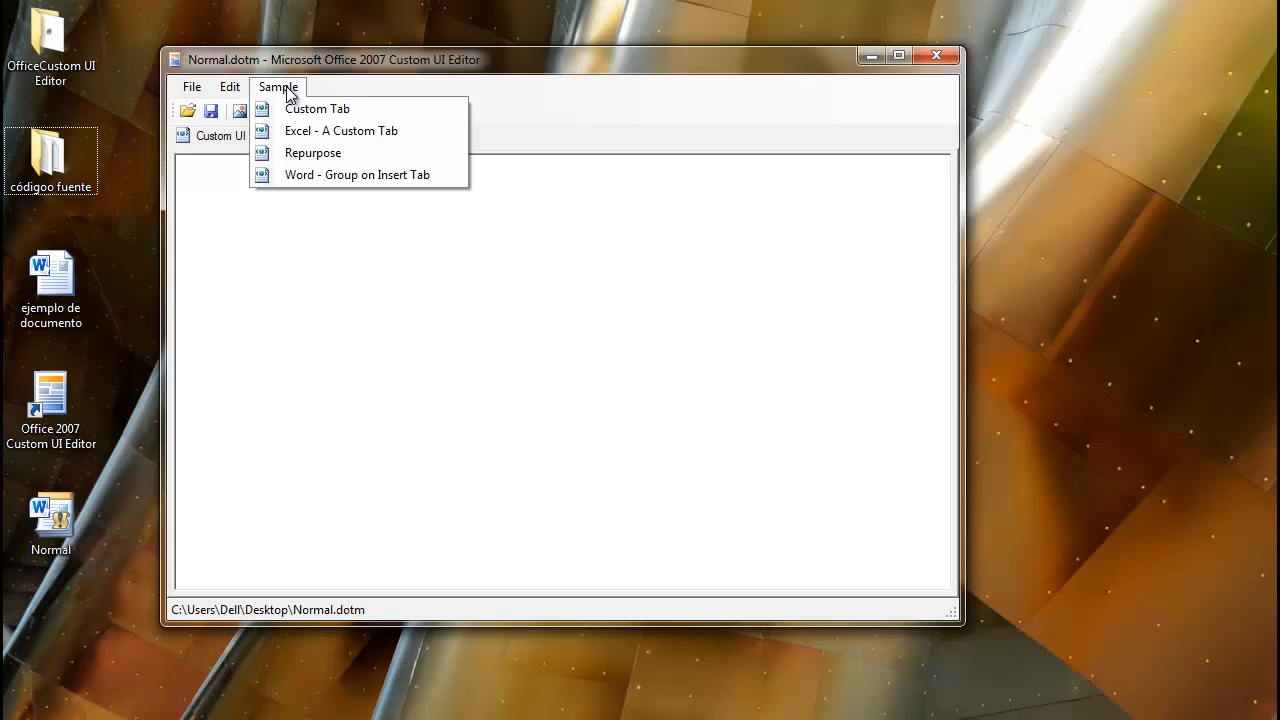 OfficeCustom UI
Editor
códigoo fuente
ejemplo de
documento
Office 2007
Custom UI Editor
Normal
Normal.dotm - Microsoft Office 2007 Custom UI Editor
File Edit Sample
Custom Tab
Excel - A Custom Tab
Repurpose
Word - Group on Insert Tab
Custom UI
C:\Users\Dell\Desktop\Normal.dotm